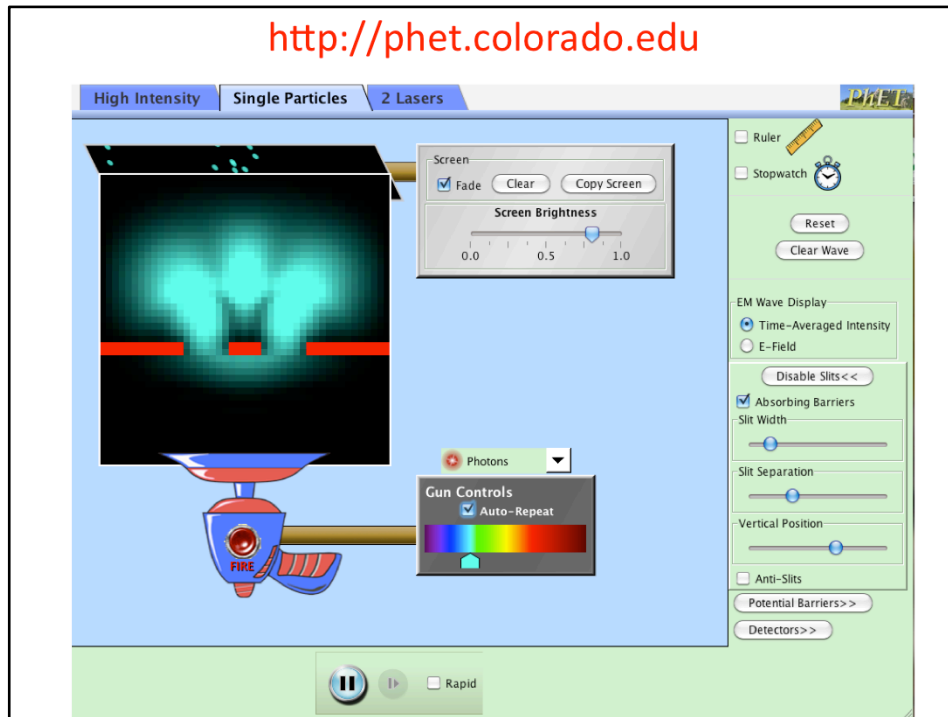 http://phet.colorado.edu
High Intensity
Single Particles
2 Lasers
PhET
Screen
Fade
Clear
Copy Screen
Screen Brightness
0.0 0.5 1.0
Ruler
Stopwatch
Reset
Clear Wave
EM Wave Display
Time-Averaged Intensity
E-Field
Disable Slits<<
Absorbing Barriers
Slit Width
Slit Separation
Vertical Position
Anti-Slits
Potential Barriers>>
Detectors>>
Photons
Gun Controls
Auto-Repeat
FIRE
Rapid